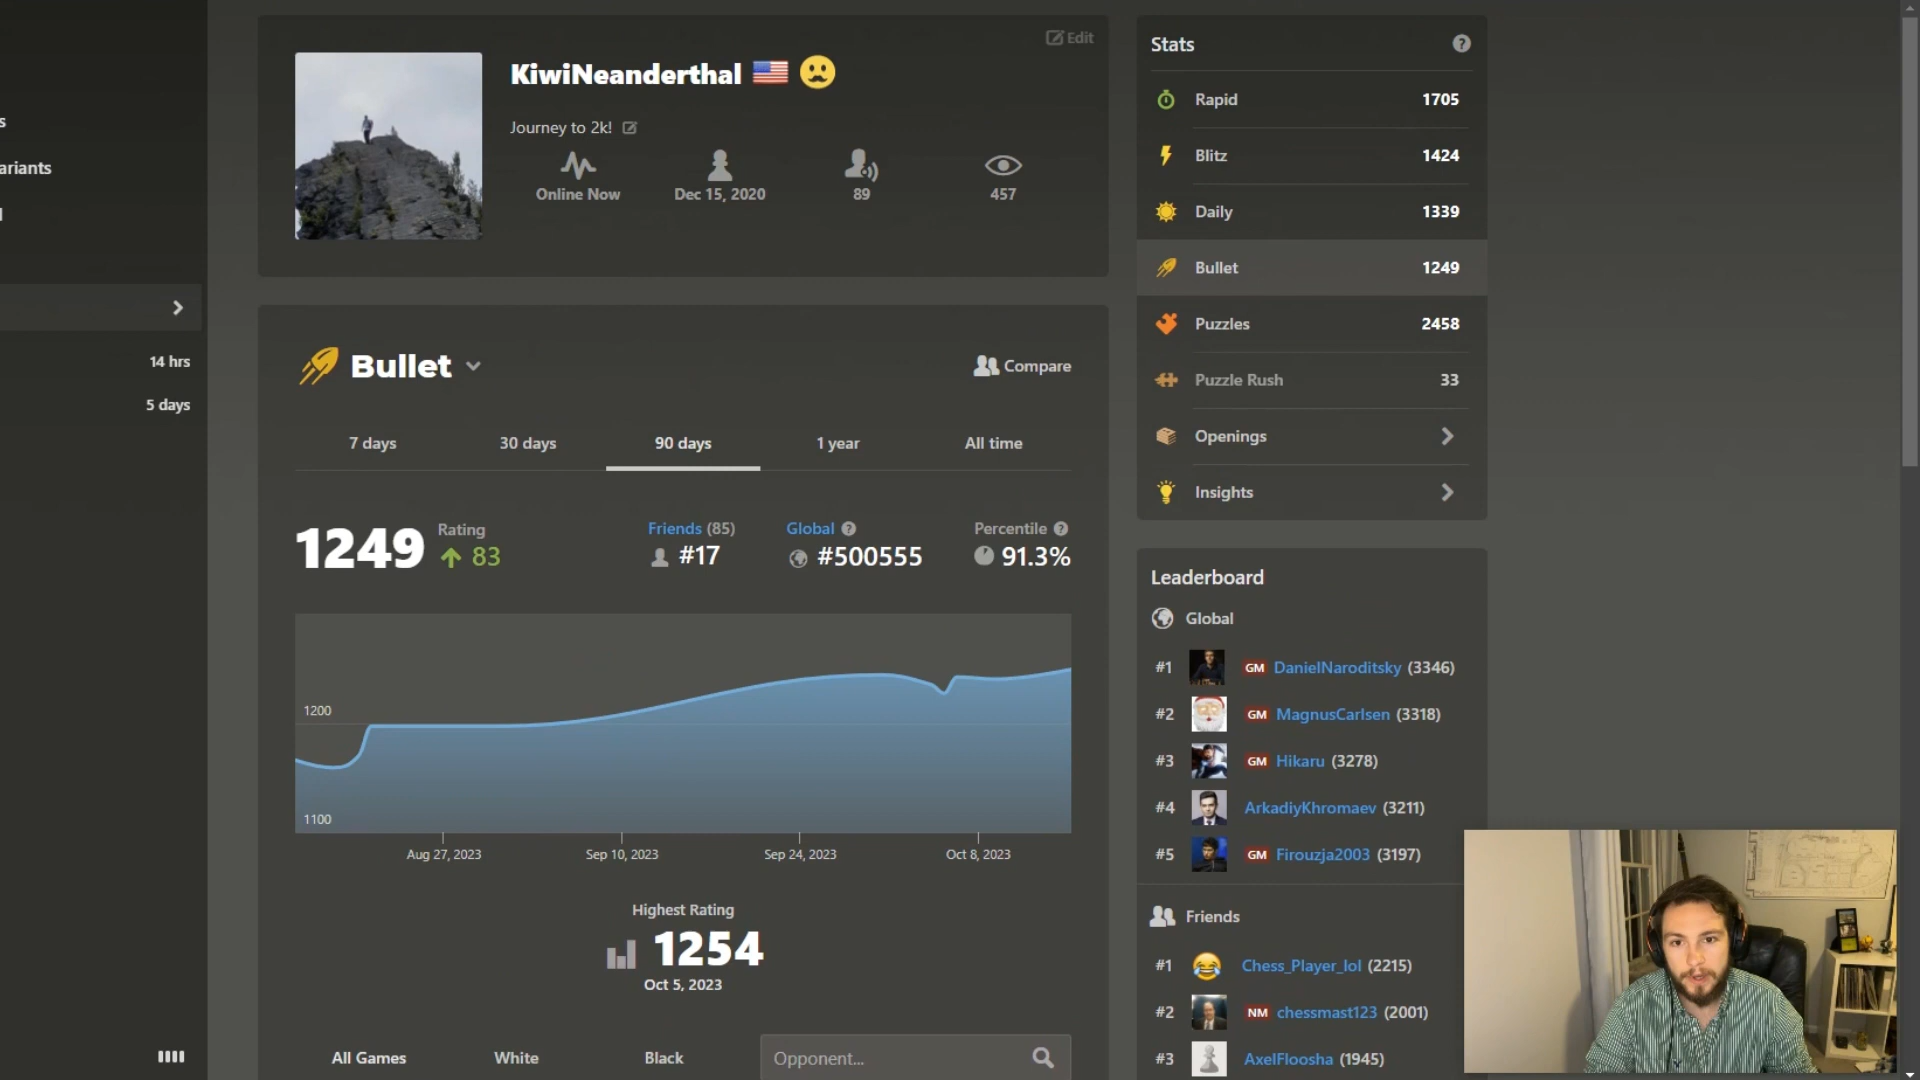 s
ariants
14 hrs
5 days
Edit
KiwiNeanderthal
Journey to 2k!
Online Now
Dec 15, 2020
89
457
Bullet
Compare
7 days
30 days
90 days
1 year
All time
1249
Rating
83
Friends (85)
#17
Global
#500555
Percentile
91.3%
1200
1100
Aug 27, 2023
Sep 10, 2023
Sep 24, 2023
Oct 8, 2023
Highest Rating
1254
Oct 5, 2023
All Games
White
Black
Opponent...
Stats
Rapid 1705
Blitz 1424
Daily 1339
Bullet 1249
Puzzles 2458
Puzzle Rush 33
Openings
Insights
Leaderboard
Global
#1 GM DanielNaroditsky (3346)
#2 GM MagnusCarlsen (3318)
#3 GM Hikaru (3278)
#4 ArkadiyKhromaev (3211)
#5 GM Firouzja2003 (3197)
Friends
#1 Chess_Player_lol (2215)
#2 NM chessmast123 (2001)
#3 AxelFloosha (1945)